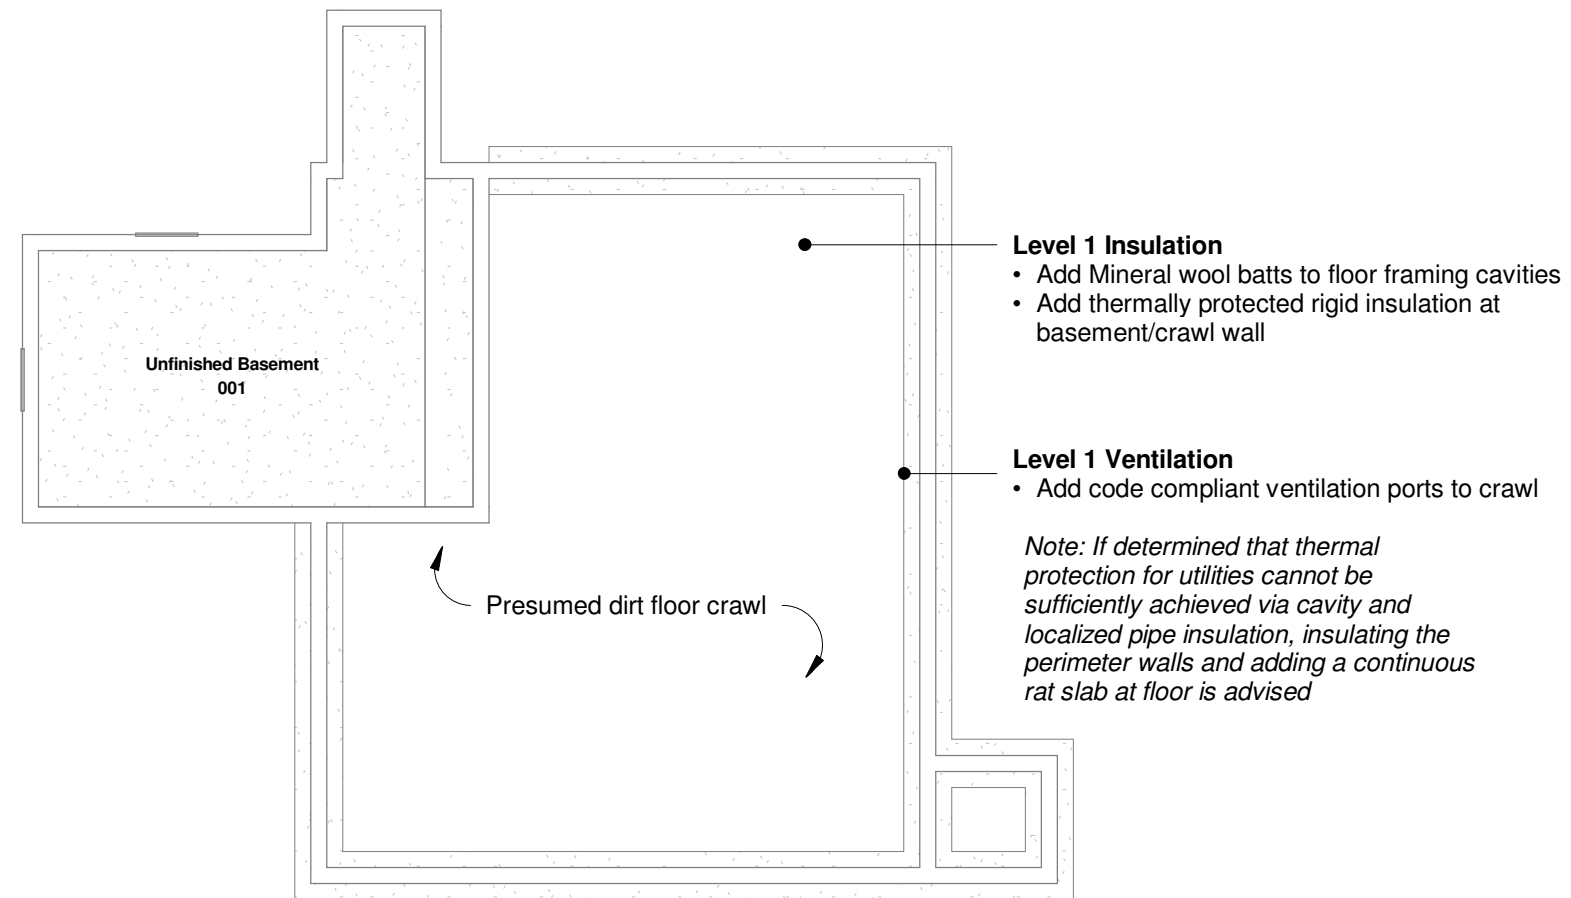 Level 1 Insulation
• Add Mineral wool batts to floor framing cavities
• Add thermally protected rigid insulation at
basement/crawl wall
Unfinished Basement
001
Level 1 Ventilation
• Add code compliant ventilation ports to crawl
Note: If determined that thermal
protection for utilities cannot be
sufficiently achieved via cavity and
localized pipe insulation, insulating the
perimeter walls and adding a continuous
rat slab at floor is advised
Presumed dirt floor crawl